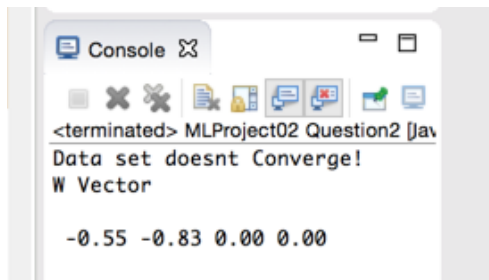 Console
<terminated> MLProject02 Question2 [Jav
Data set doesnt Converge!
W Vector
-0.55 -0.83 0.00 0.00